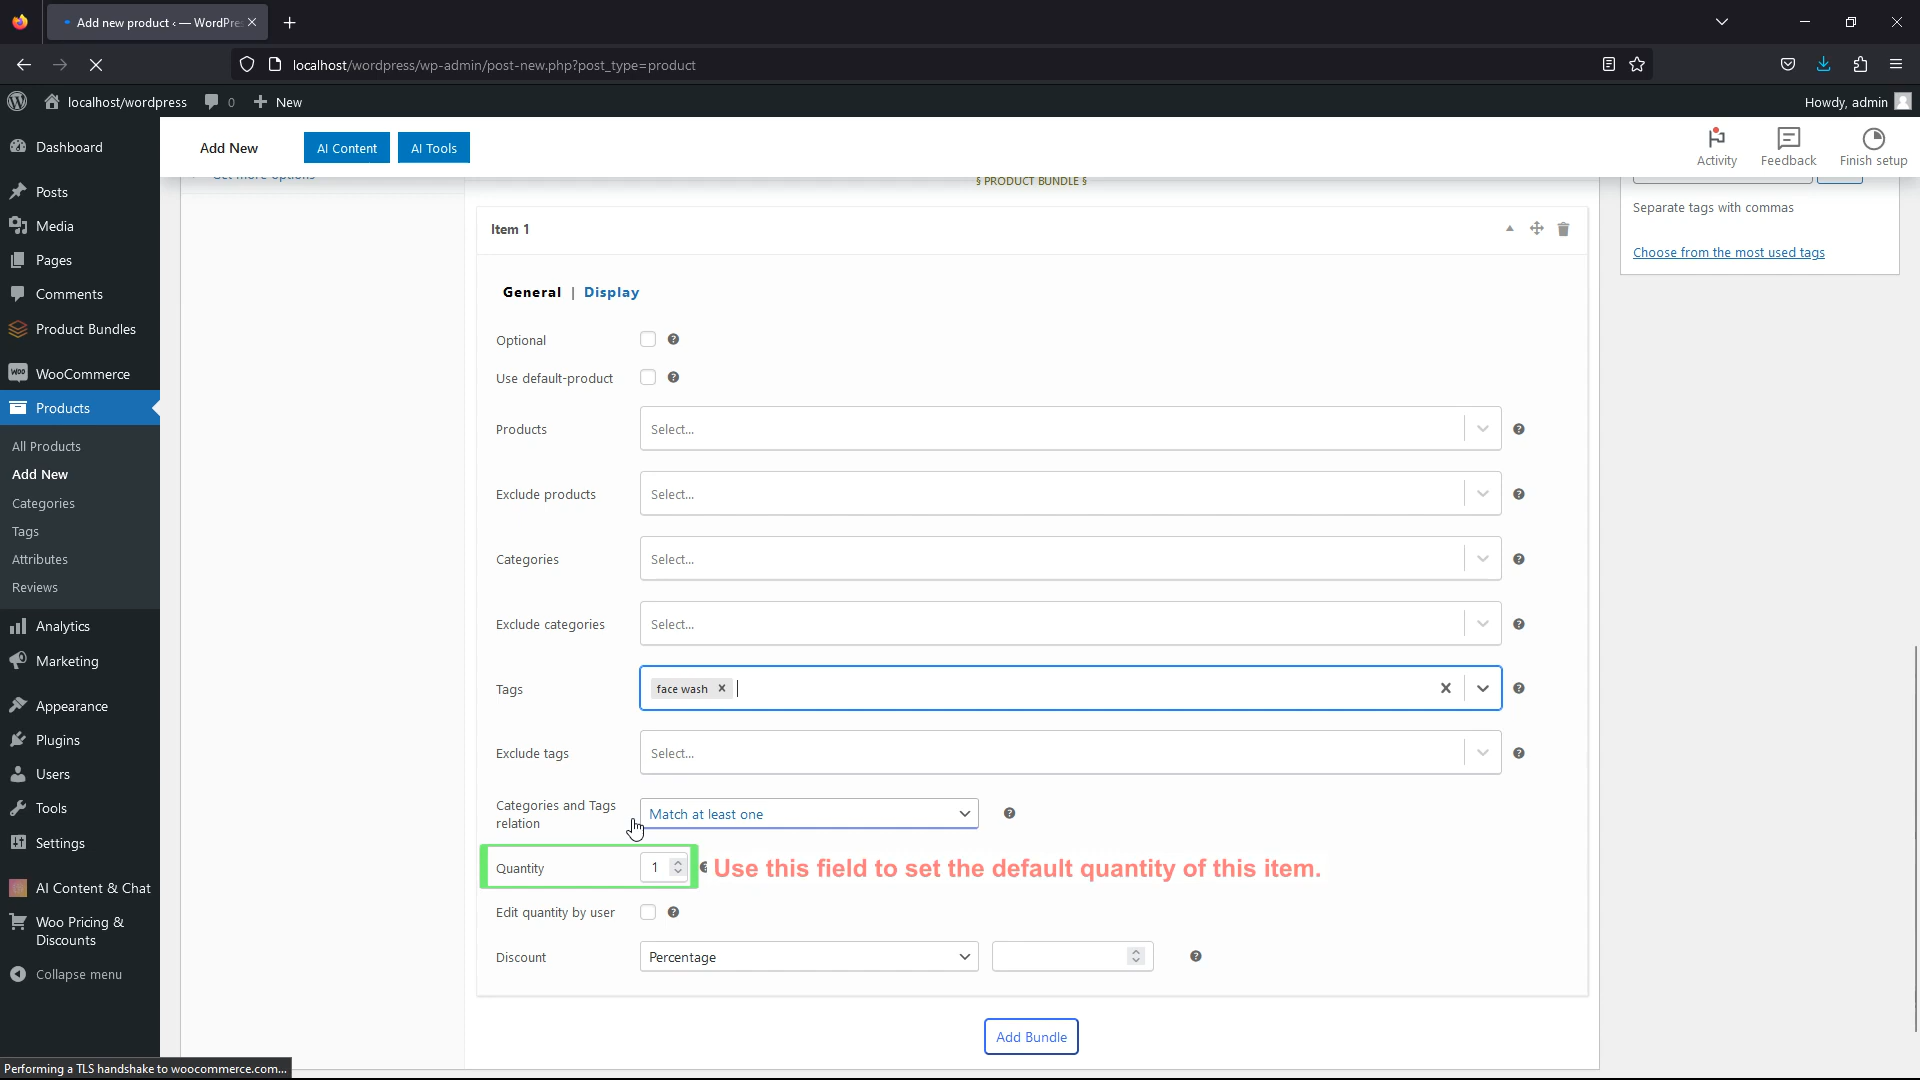 Add new product ‹ — WordPre
localhost/wordpress/wp-admin/post-new.php?post_type=product
localhost/wordpress
0
New
Howdy, admin
Add New
AI Content
AI Tools
Activity
Feedback
Finish setup
Dashboard
Posts
Media
Pages
Comments
Product Bundles
WooCommerce
Products
All Products
Add New
Categories
Tags
Attributes
Reviews
Analytics
Marketing
Appearance
Plugins
Users
Tools
Settings
AI Content & Chat
Woo Pricing &
Discounts
Collapse menu
Get more options
§ PRODUCT BUNDLE §
Item 1
General | Display
Optional
Use default-product
Products
Select...
Exclude products
Select...
Categories
Select...
Exclude categories
Select...
Tags
face wash
Exclude tags
Select...
Categories and Tags
relation
Match at least one
Quantity
1
Use this field to set the default quantity of this item.
Edit quantity by user
Discount
Percentage
Add Bundle
Separate tags with commas
Choose from the most used tags
Performing a TLS handshake to woocommerce.com...